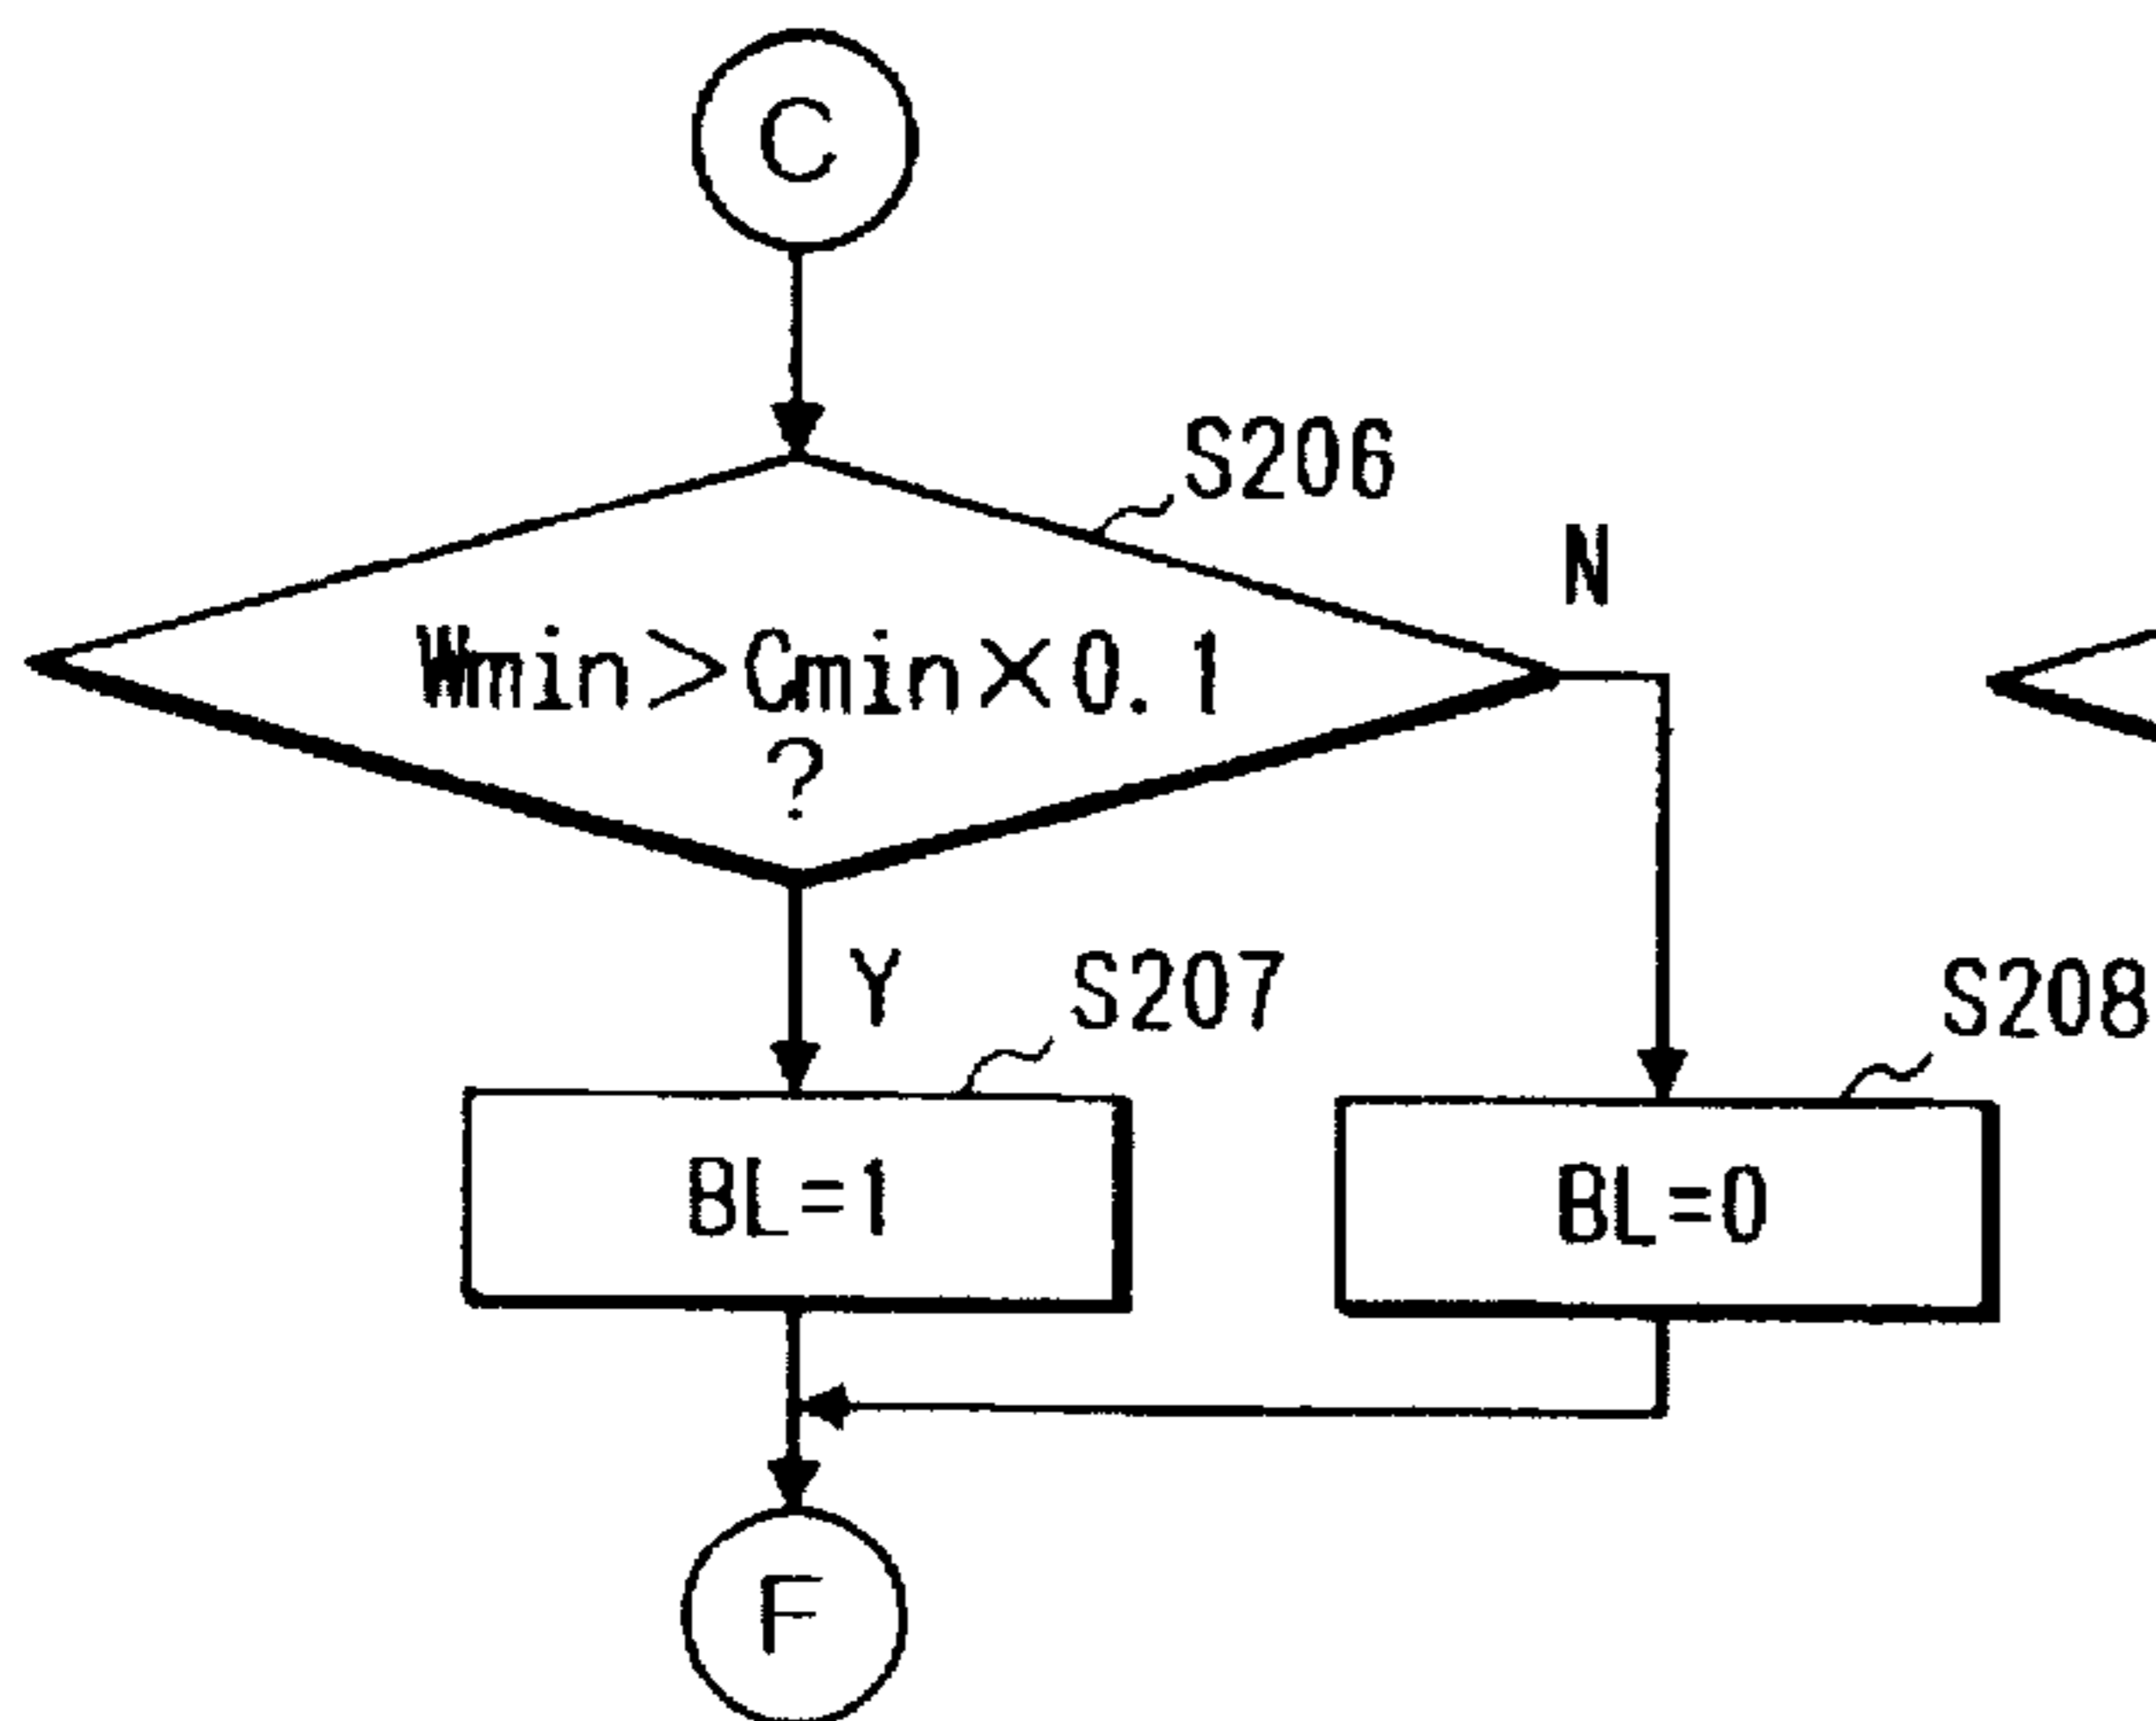 C
S206
N
Wmin>Cmin×0.1
?
Y
S207
S208
BL=1
BL=0
F